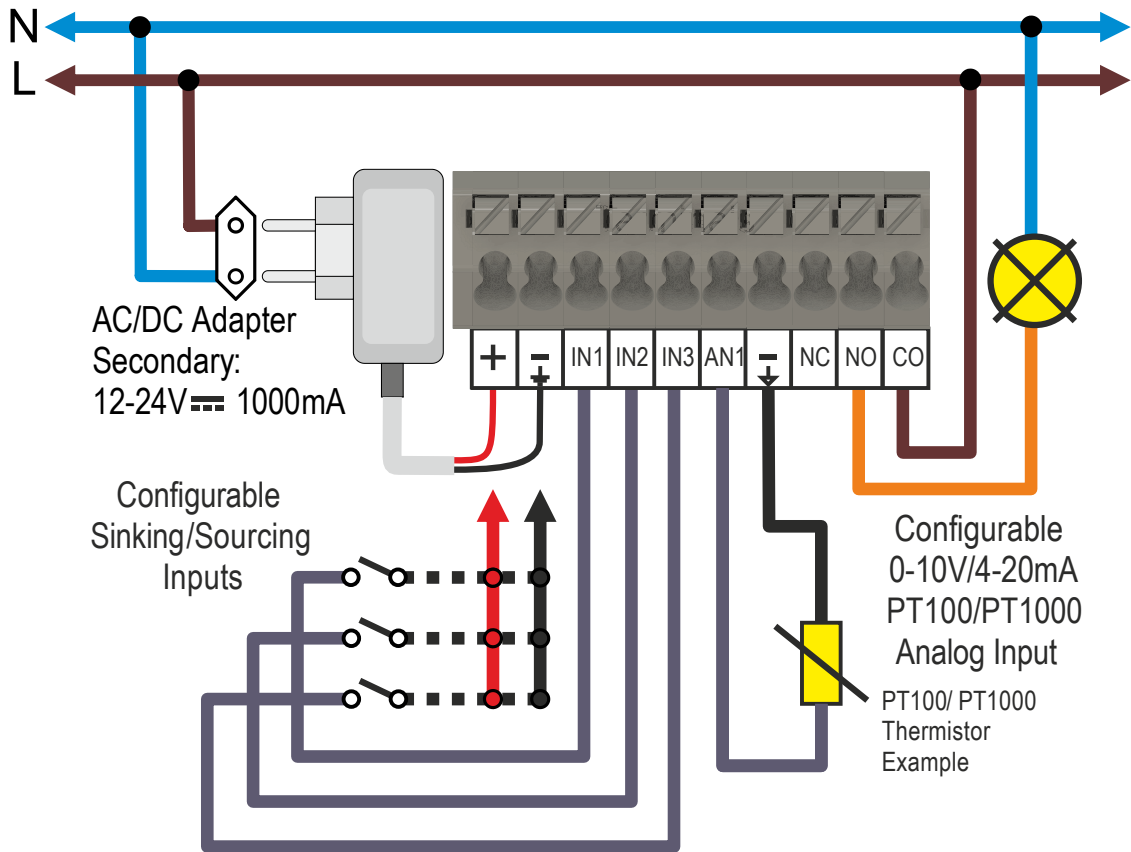 N
L
AC/DC Adapter
Secondary:
12-24V 1000mA
+ - IN1 IN2 IN3 AN1 - NC NO CO
Configurable
Sinking/Sourcing
Inputs
Configurable
0-10V/4-20mA
PT100/PT1000
Analog Input
PT100/ PT1000
Thermistor
Example